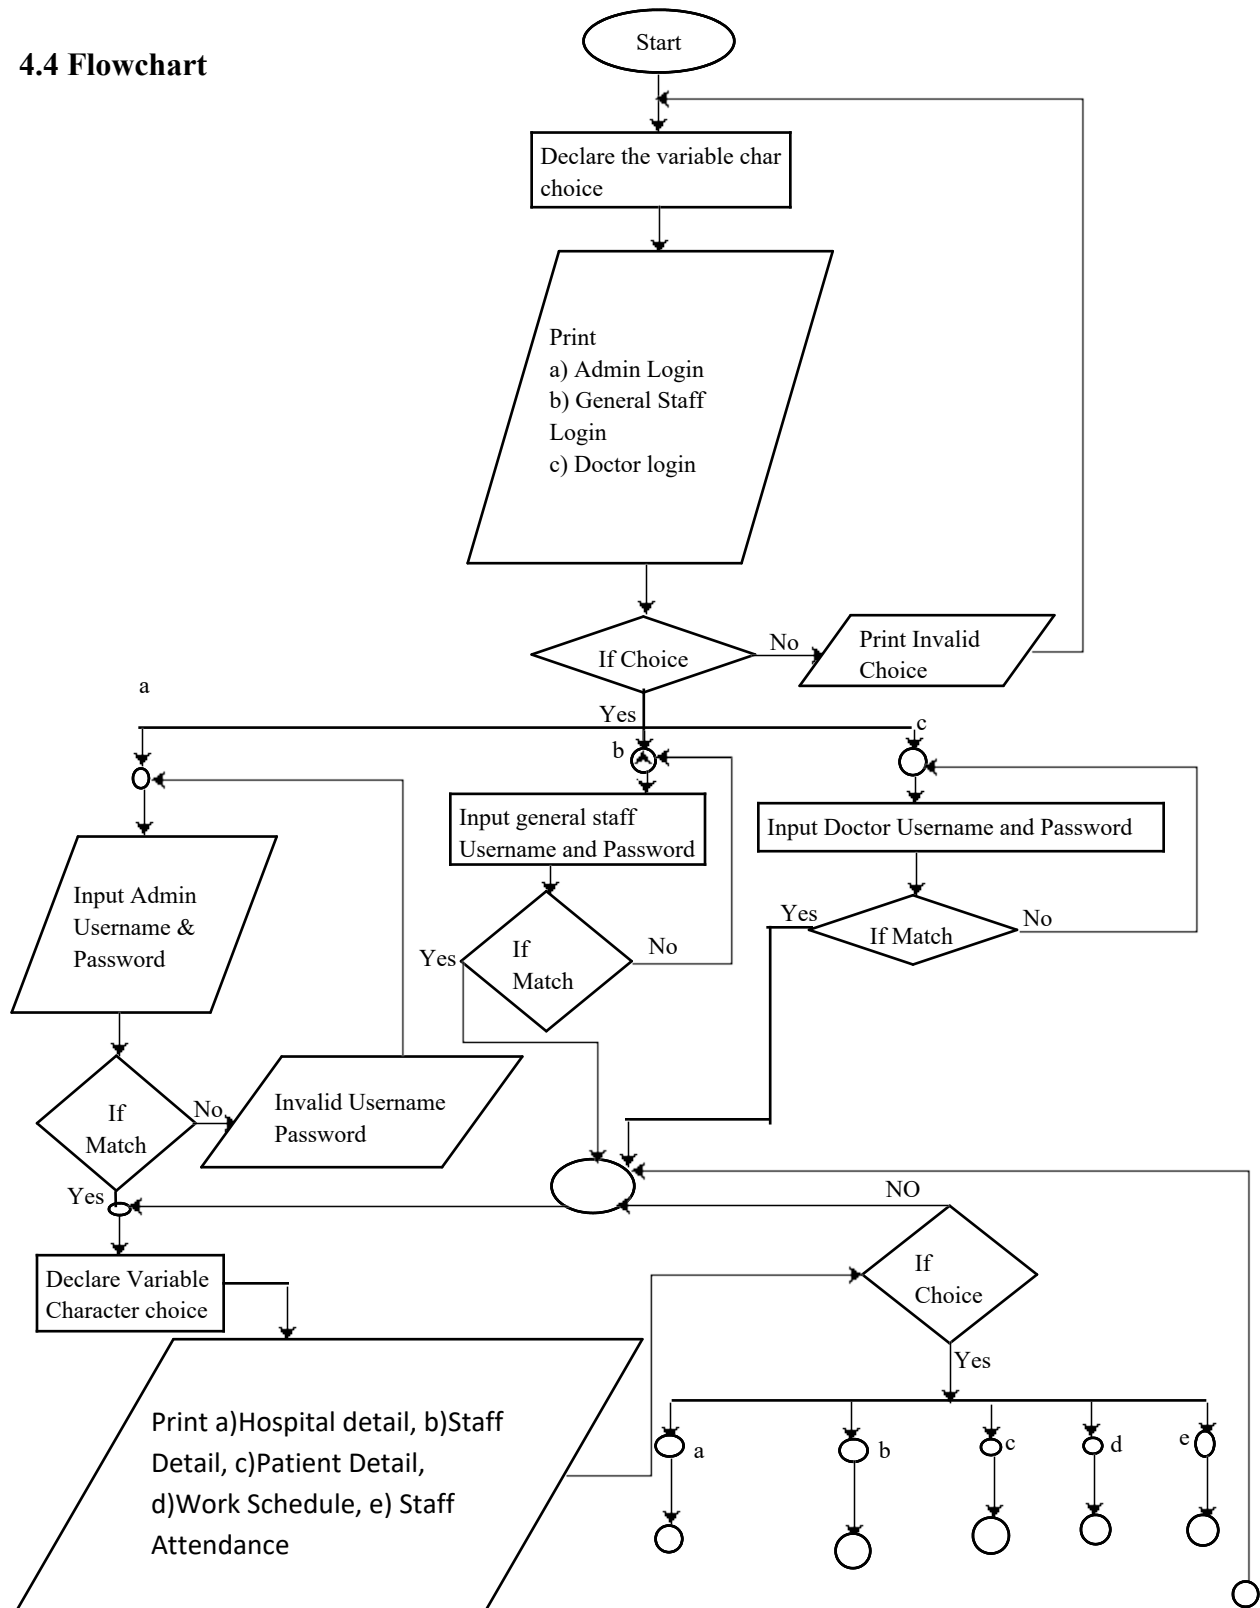 4.4 Flowchart
Start
Declare the variable char
choice
Print
a) Admin Login
b) General Staff
Login
c) Doctor login
If Choice
No
Print Invalid
Choice
a
Yes
b
c
Input general staff
Username and Password
Input Doctor Username and Password
Input Admin
Username &
Password
Yes
If
Match
No
Yes
If Match
No
If
Match
No
Invalid Username
Password
Yes
NO
If
Choice
Declare Variable
Character choice
Yes
Print a)Hospital detail, b)Staff
Detail, c)Patient Detail,
d)Work Schedule, e) Staff
Attendance
a
b
c
d
e